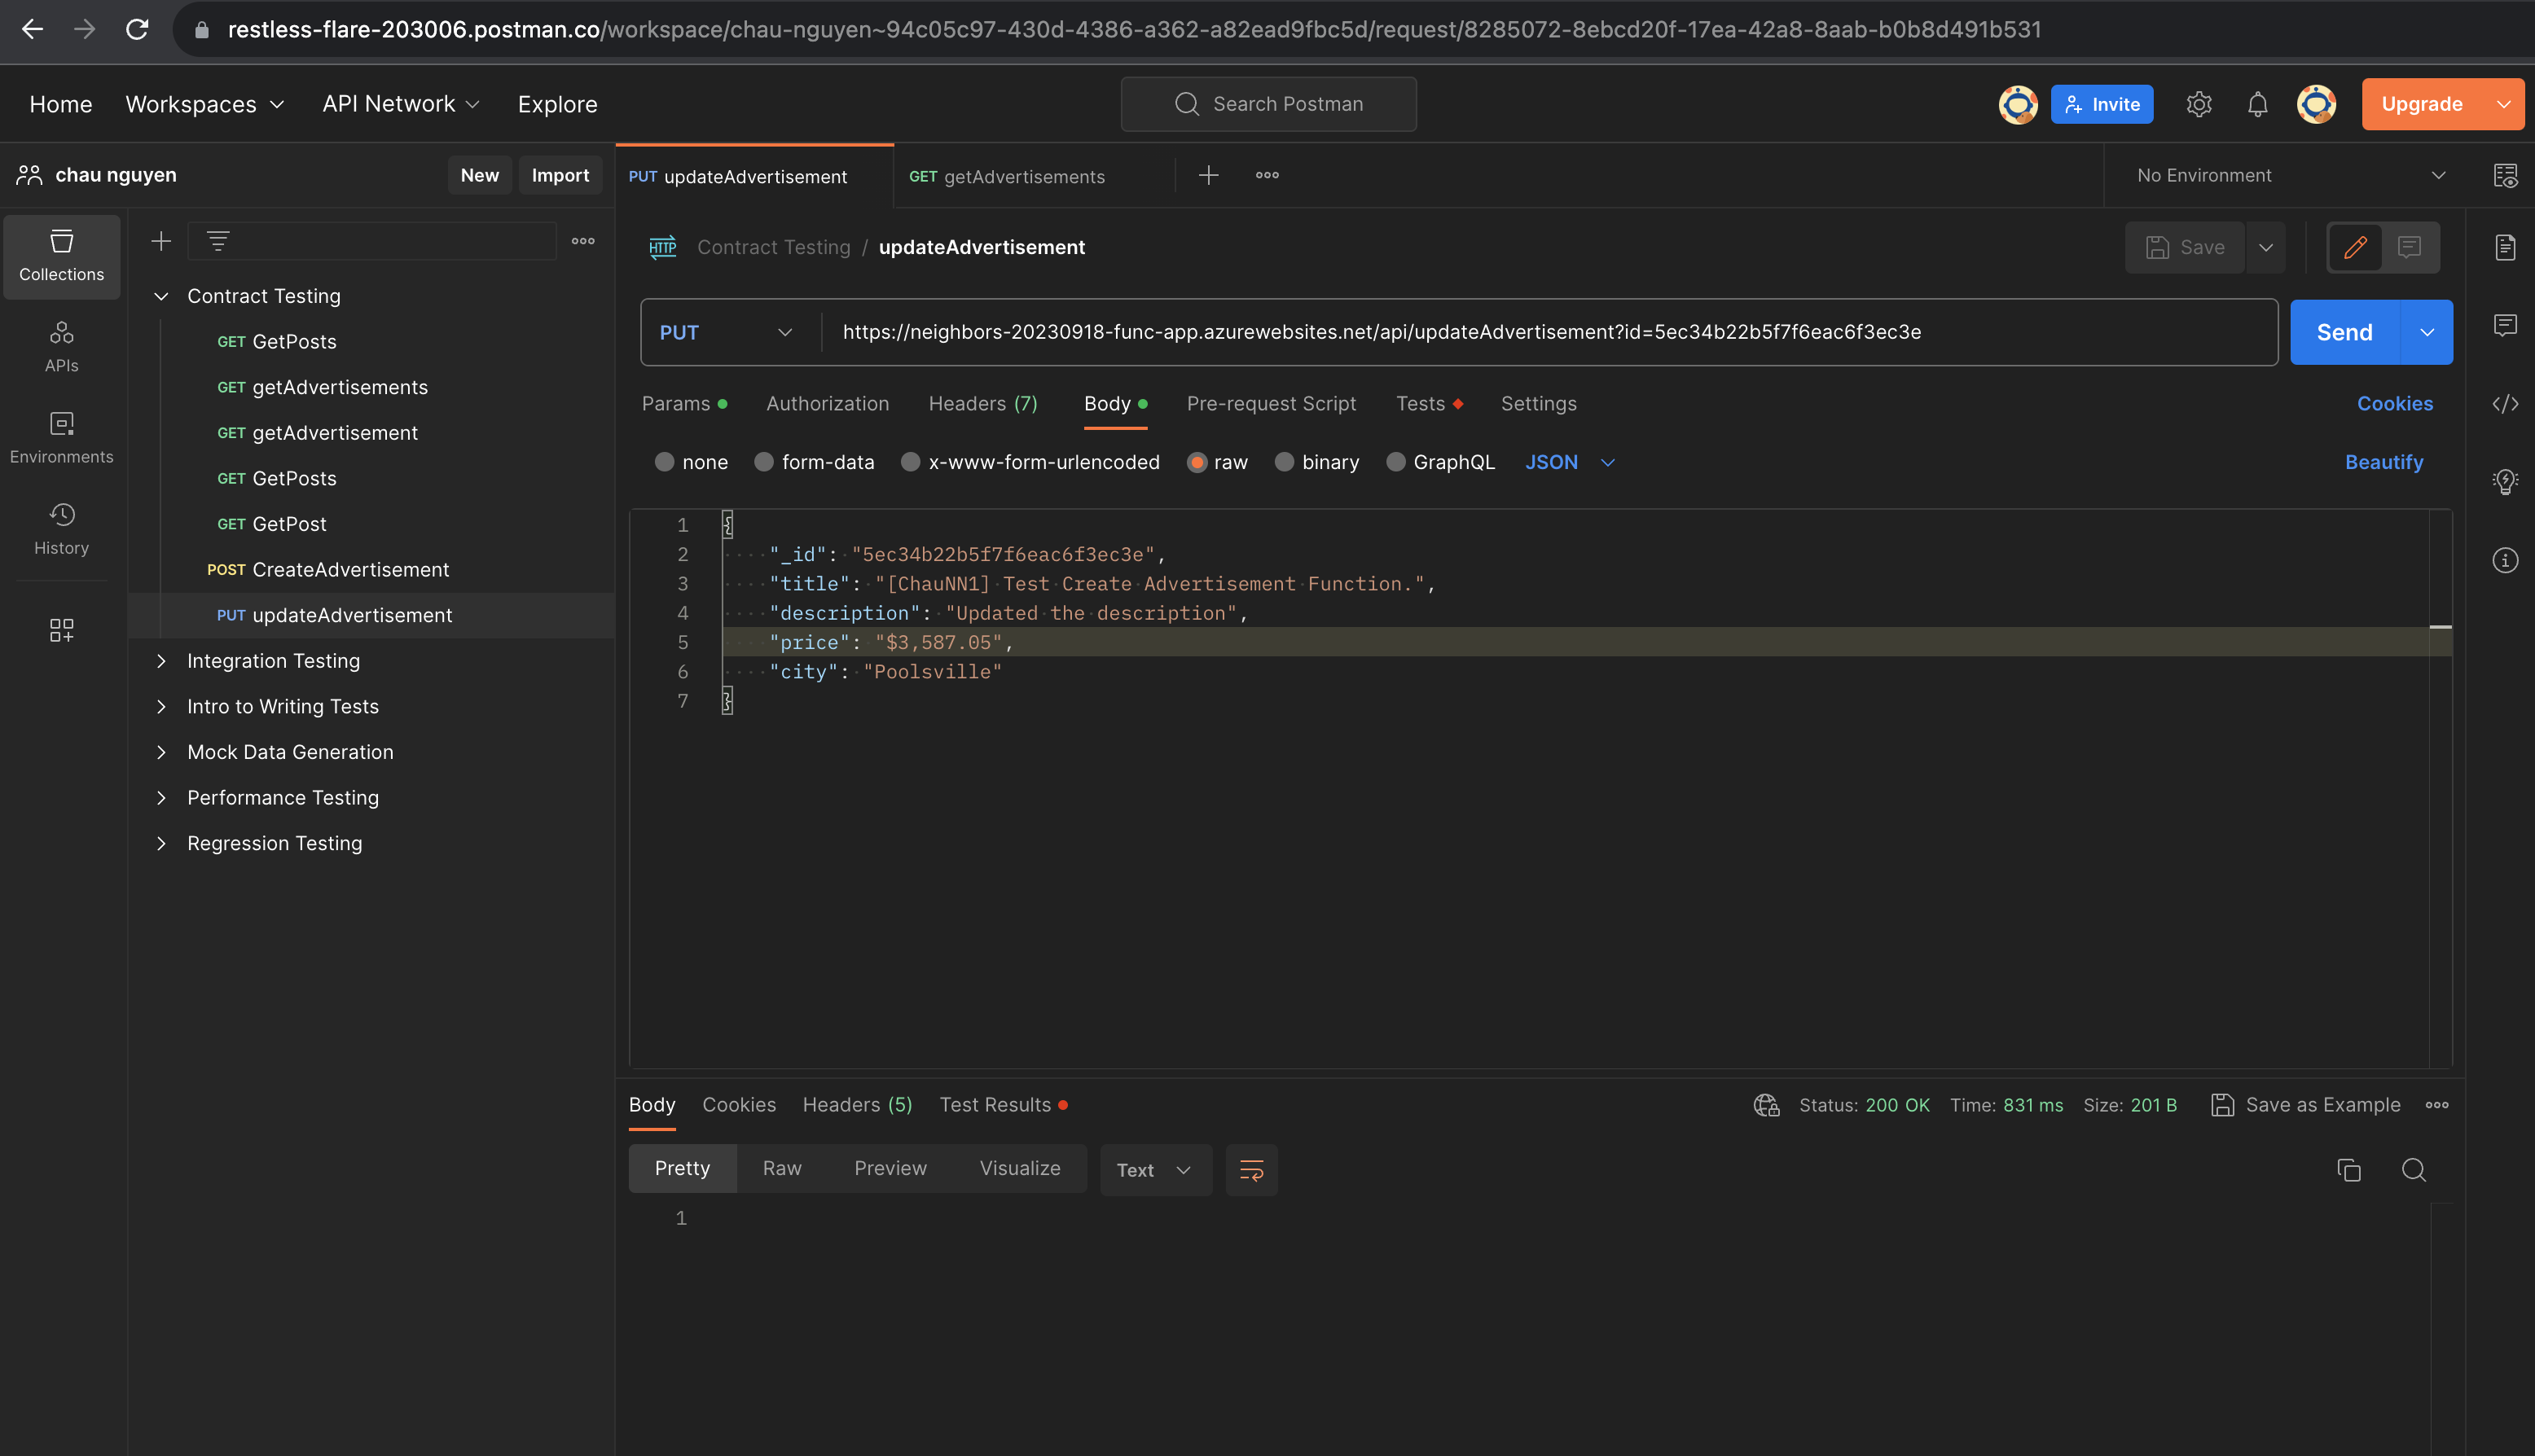 restless-flare-203006.postman.co/workspace/chau-nguyen~94c05c97-430d-4386-a362-a82ead9fbc5d/request/8285072-8ebcd20f-17ea-42a8-8aab-b0b8d491b531
Home Workspaces API Network Explore Search Postman Invite Upgrade
chau nguyen New Import PUT updateAdvertisement GET getAdvertisements No Environment
Collections
APIs
Environments
History
Contract Testing
GET GetPosts
GET getAdvertisements
GET getAdvertisement
GET GetPosts
GET GetPost
POST CreateAdvertisement
PUT updateAdvertisement
Integration Testing
Intro to Writing Tests
Mock Data Generation
Performance Testing
Regression Testing
HTTP Contract Testing / updateAdvertisement Save
PUT https://neighbors-20230918-func-app.azurewebsites.net/api/updateAdvertisement?id=5ec34b22b5f7f6eac6f3ec3e Send
Params Authorization Headers (7) Body Pre-request Script Tests Settings Cookies
none form-data x-www-form-urlencoded raw binary GraphQL JSON Beautify
1 {
2 "_id": "5ec34b22b5f7f6eac6f3ec3e",
3 "title": "[ChauNN1] Test Create Advertisement Function.",
4 "description": "Updated the description",
5 "price": "$3,587.05",
6 "city": "Poolsville"
7 }
Body Cookies Headers (5) Test Results Status: 200 OK Time: 831 ms Size: 201 B Save as Example
Pretty Raw Preview Visualize Text
1